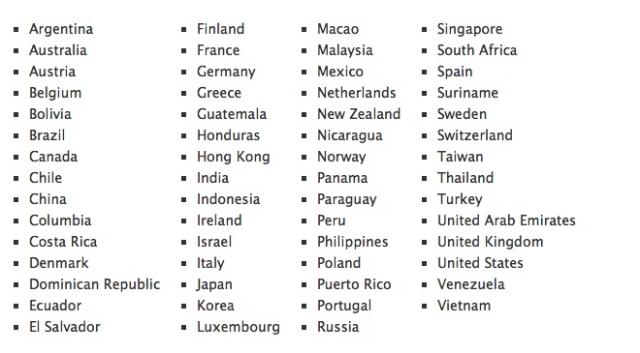 Argentina
Australia
Austria
Belgium
Bolivia
Brazil
Canada
Chile
China
Columbia
Costa Rica
Denmark
Dominican Republic
Ecuador
El Salvador
Finland
France
Germany
Greece
Guatemala
Honduras
Hong Kong
India
Indonesia
Ireland
Israel
Italy
Japan
Korea
Luxembourg
Macao
Malaysia
Mexico
Netherlands
New Zealand
Nicaragua
Norway
Panama
Paraguay
Peru
Philippines
Poland
Puerto Rico
Portugal
Russia
Singapore
South Africa
Spain
Suriname
Sweden
Switzerland
Taiwan
Thailand
Turkey
United Arab Emirates
United Kingdom
United States
Venezuela
Vietnam